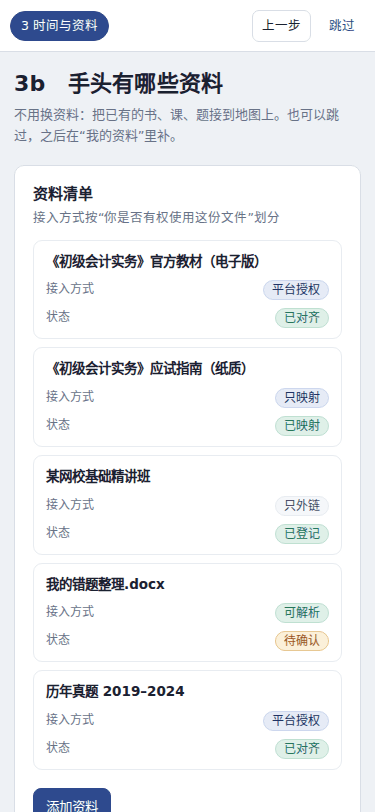 3 时间与资料
上一步
跳过
3b 手头有哪些资料
不用换资料：把已有的书、课、题接到地图上。也可以跳
过，之后在“我的资料”里补。
资料清单
接入方式按“你是否有权使用这份文件”划分
《初级会计实务》官方教材（电子版）
接入方式
平台授权
状态
已对齐
《初级会计实务》应试指南（纸质）
接入方式
只映射
状态
已映射
某网校基础精讲班
接入方式
只外链
状态
已登记
我的错题整理.docx
接入方式
可解析
状态
待确认
历年真题 2019–2024
接入方式
平台授权
状态
已对齐
添加资料